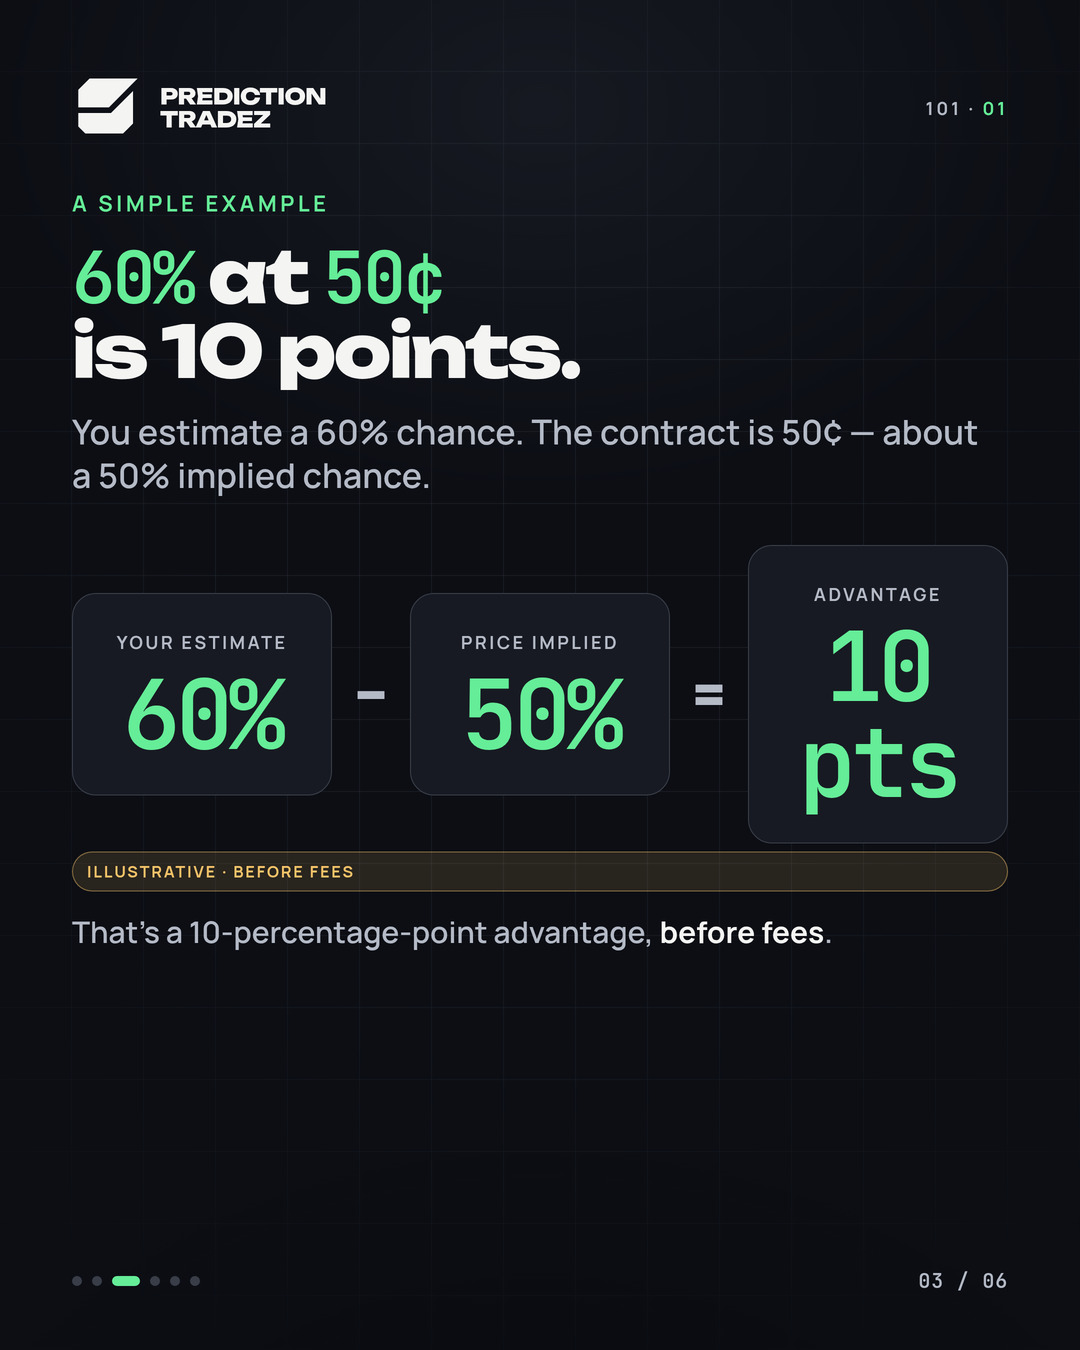 PREDICTION
TRADEZ
101 · 01
A SIMPLE EXAMPLE
60% at 50¢
is 10 points.
You estimate a 60% chance. The contract is 50¢ — about
a 50% implied chance.
YOUR ESTIMATE
60%
–
PRICE IMPLIED
50%
=
ADVANTAGE
10
pts
ILLUSTRATIVE · BEFORE FEES
That’s a 10-percentage-point advantage, before fees.
03 / 06